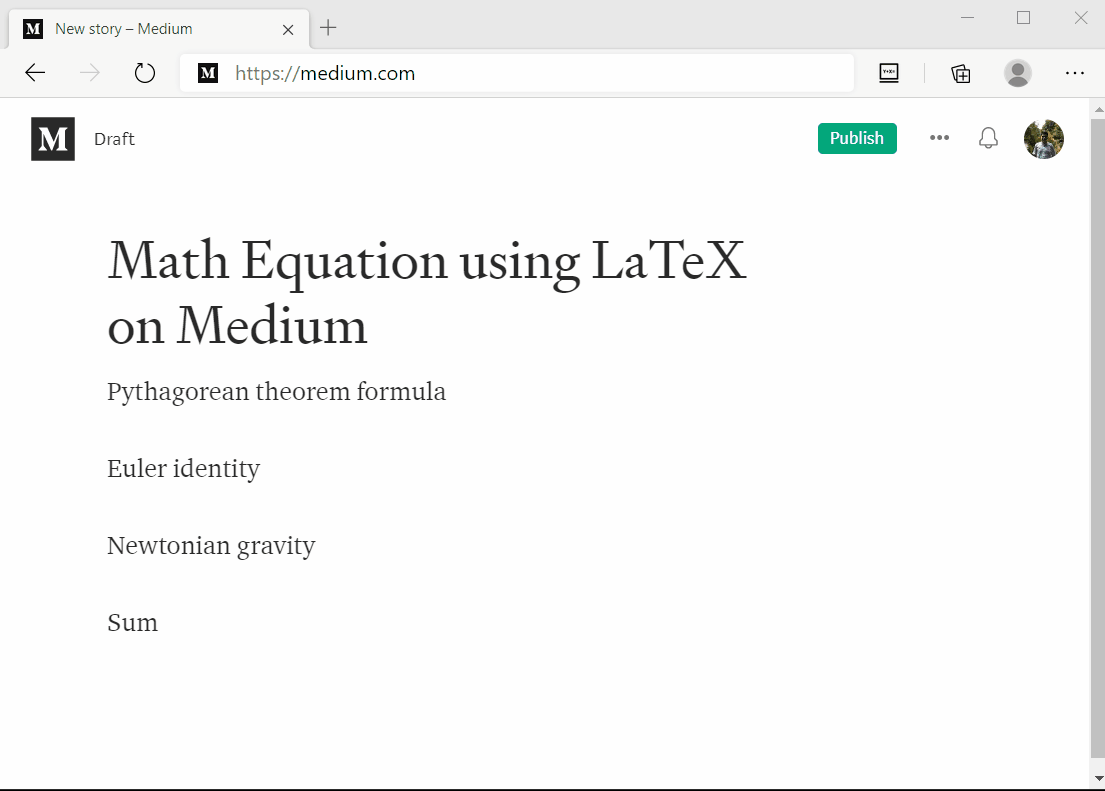 M New story – Medium
M https://medium.com
M Draft Publish
Math Equation using LaTeX
on Medium
Pythagorean theorem formula
Euler identity
Newtonian gravity
Sum